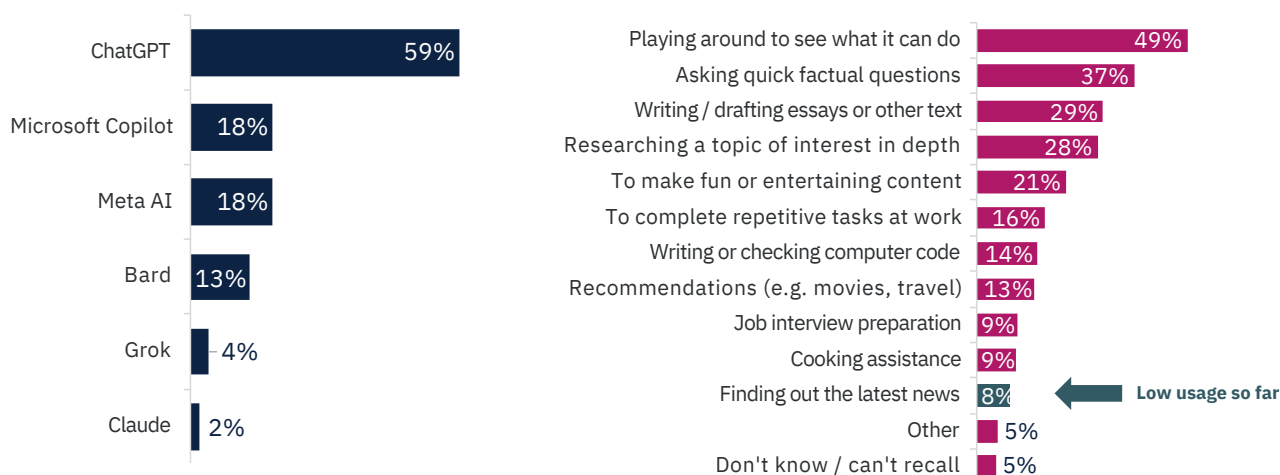 ChatGPT 59%
Microsoft Copilot 18%
Meta AI 18%
Bard 13%
Grok 4%
Claude 2%
Playing around to see what it can do 49%
Asking quick factual questions 37%
Writing / drafting essays or other text 29%
Researching a topic of interest in depth 28%
To make fun or entertaining content 21%
To complete repetitive tasks at work 16%
Writing or checking computer code 14%
Recommendations (e.g. movies, travel) 13%
Job interview preparation 9%
Cooking assistance 9%
Finding out the latest news 8% Low usage so far
Other 5%
Don't know / can't recall 5%